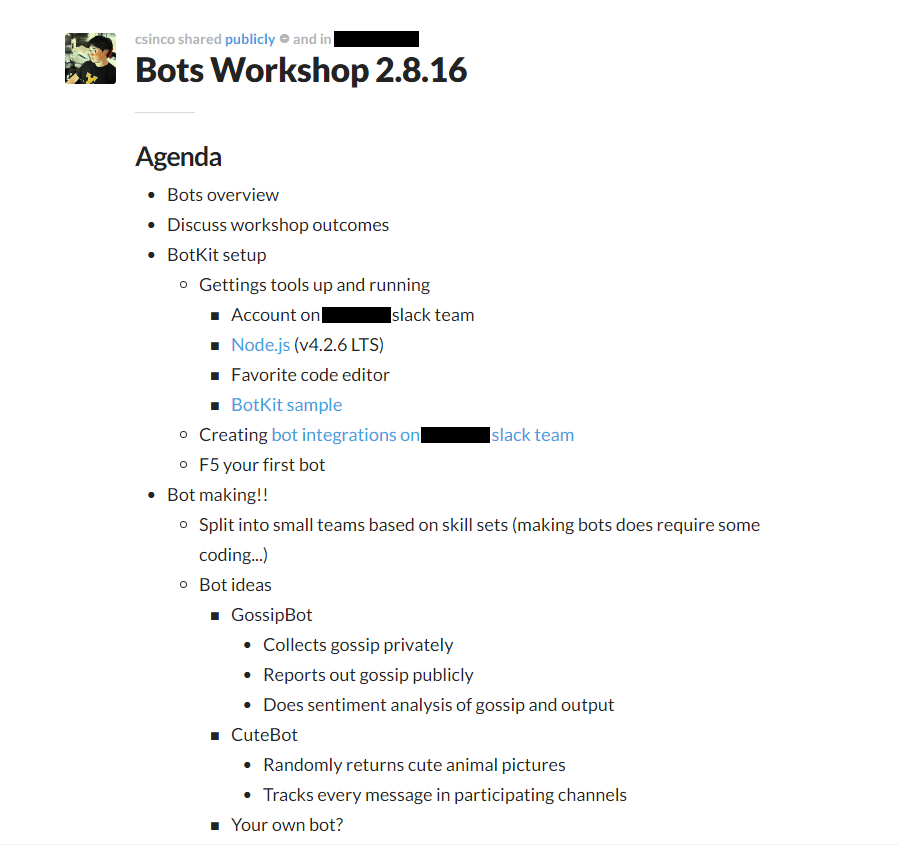 csinco shared publicly and in
Bots Workshop 2.8.16
Agenda
Bots overview
Discuss workshop outcomes
BotKit setup
Gettings tools up and running
Account on slack team
Node.js (v4.2.6 LTS)
Favorite code editor
BotKit sample
Creating bot integrations on slack team
F5 your first bot
Bot making!!
Split into small teams based on skill sets (making bots does require some
coding...)
Bot ideas
GossipBot
Collects gossip privately
Reports out gossip publicly
Does sentiment analysis of gossip and output
CuteBot
Randomly returns cute animal pictures
Tracks every message in participating channels
Your own bot?